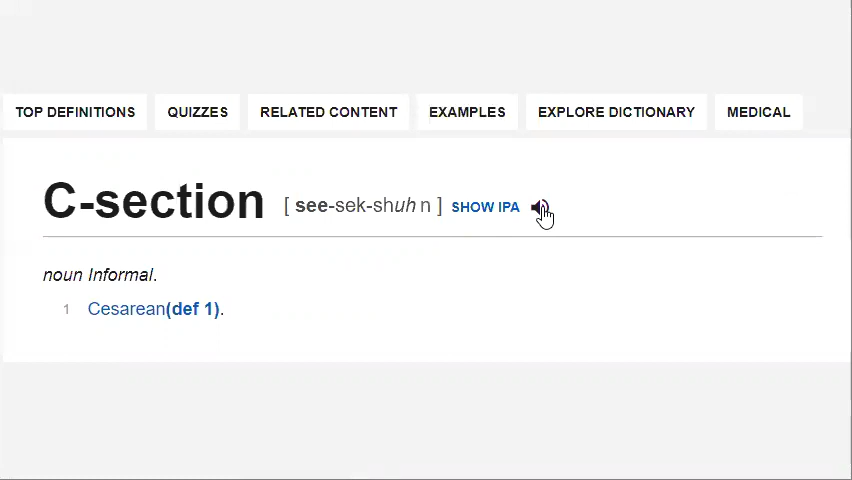 TOP DEFINITIONS QUIZZES RELATED CONTENT EXAMPLES EXPLORE DICTIONARY MEDICAL
C-section [ see-sek-shuh n ] SHOW IPA
noun Informal.
1 Cesarean(def 1).